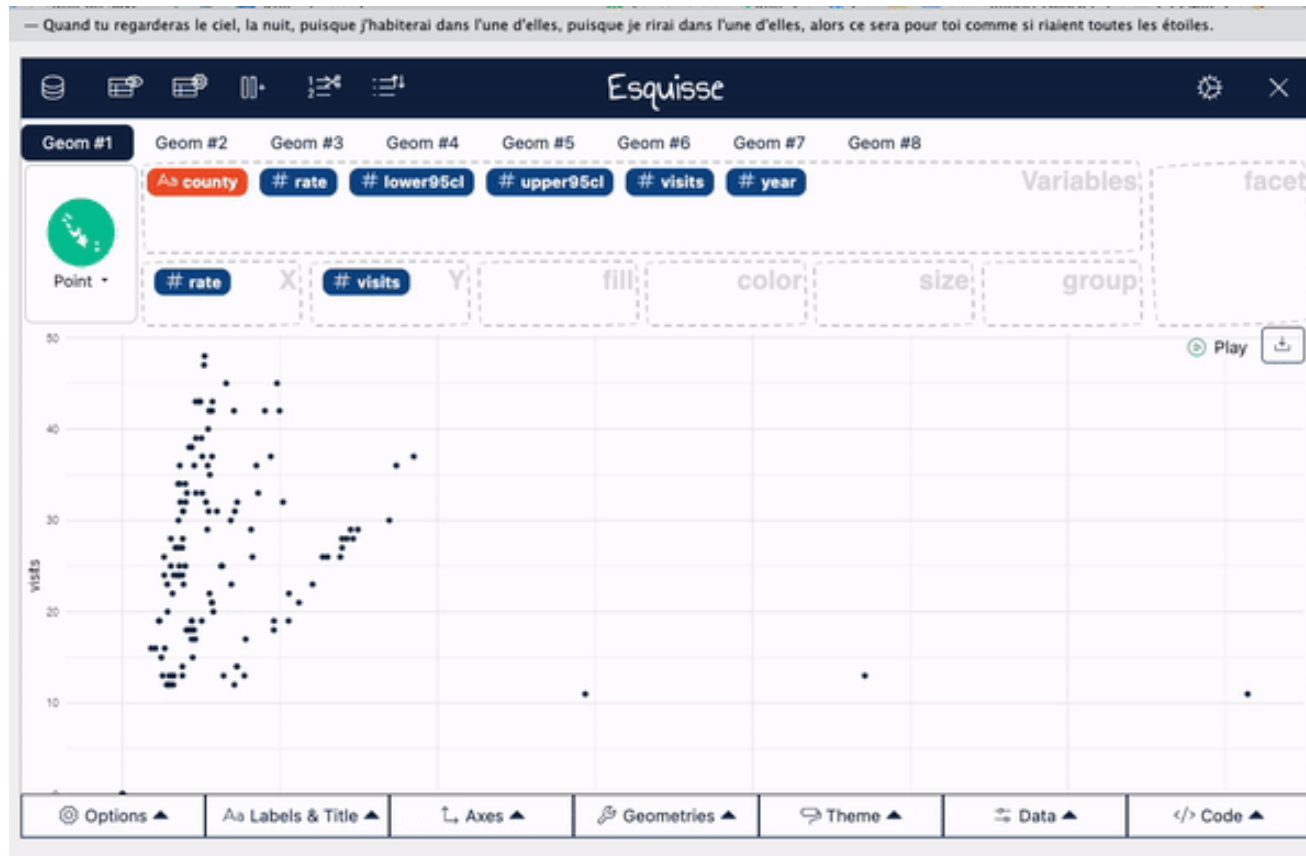 — Quand tu regarderas le ciel, la nuit, puisque j'habiterai dans l'une d'elles, puisque je rirai dans l'une d'elles, alors ce sera pour toi comme si riaient toutes les étoiles.
Esquisse
Geom #1 Geom #2 Geom #3 Geom #4 Geom #5 Geom #6 Geom #7 Geom #8
Aa county # rate # lower95cl # upper95cl # visits # year Variables facet
Point
# rate X # visits Y fill color size group
Play
50
40
30
20
10
visits
Options Aa Labels & Title Axes Geometries Theme Data </> Code